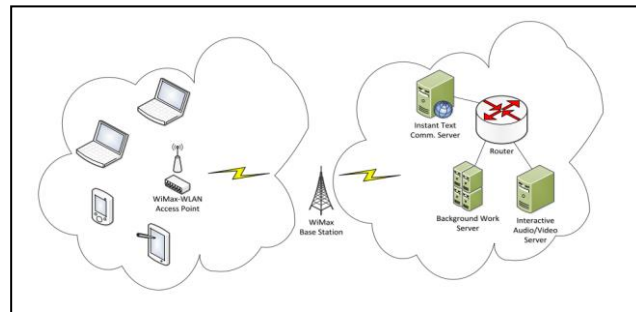 Instant Text
Comm. Server
Router
WiMax-WLAN
Access Point
WiMax
Base Station
Background Work
Server
Interactive
Audio/Video
Server